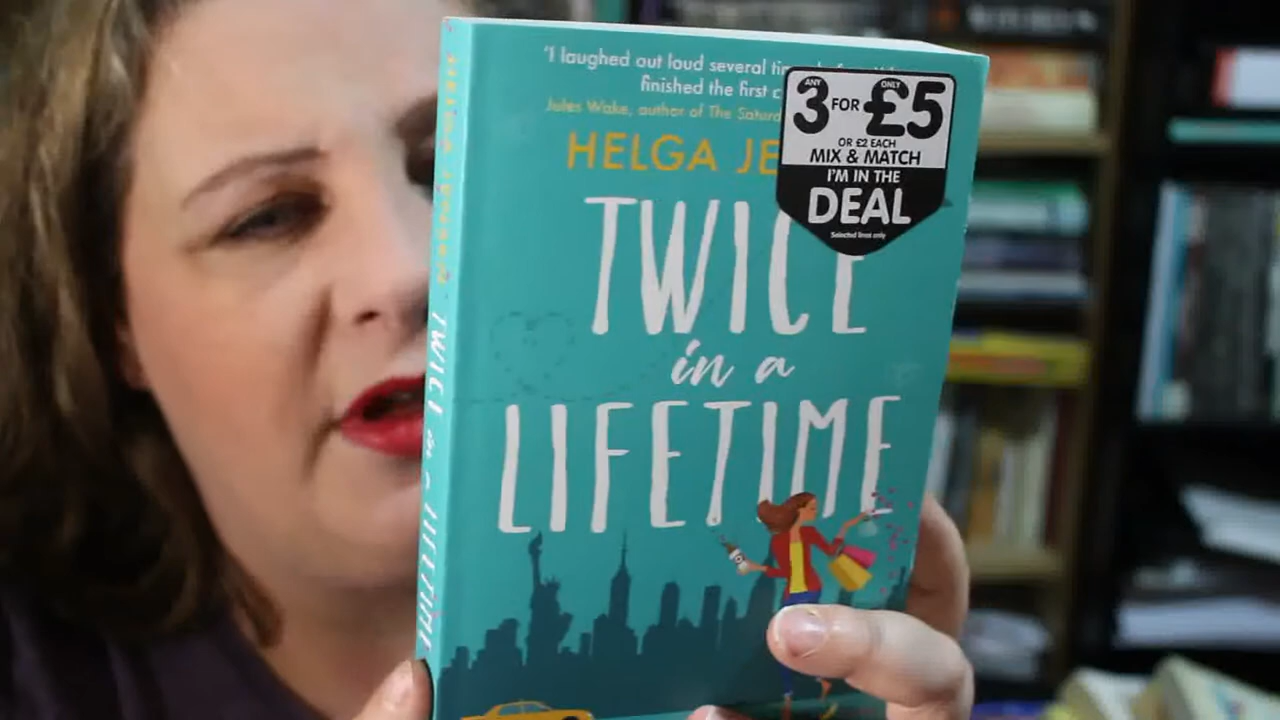 'I laughed out loud several
finished the first
Jules Wake, author of The
HELGA
TWICE
in a
LIFETIME
ANY 3 FOR ONLY £5
OR £2 EACH
MIX & MATCH
I'M IN THE
DEAL
Selected lines only
TWICE in a LIFETIME